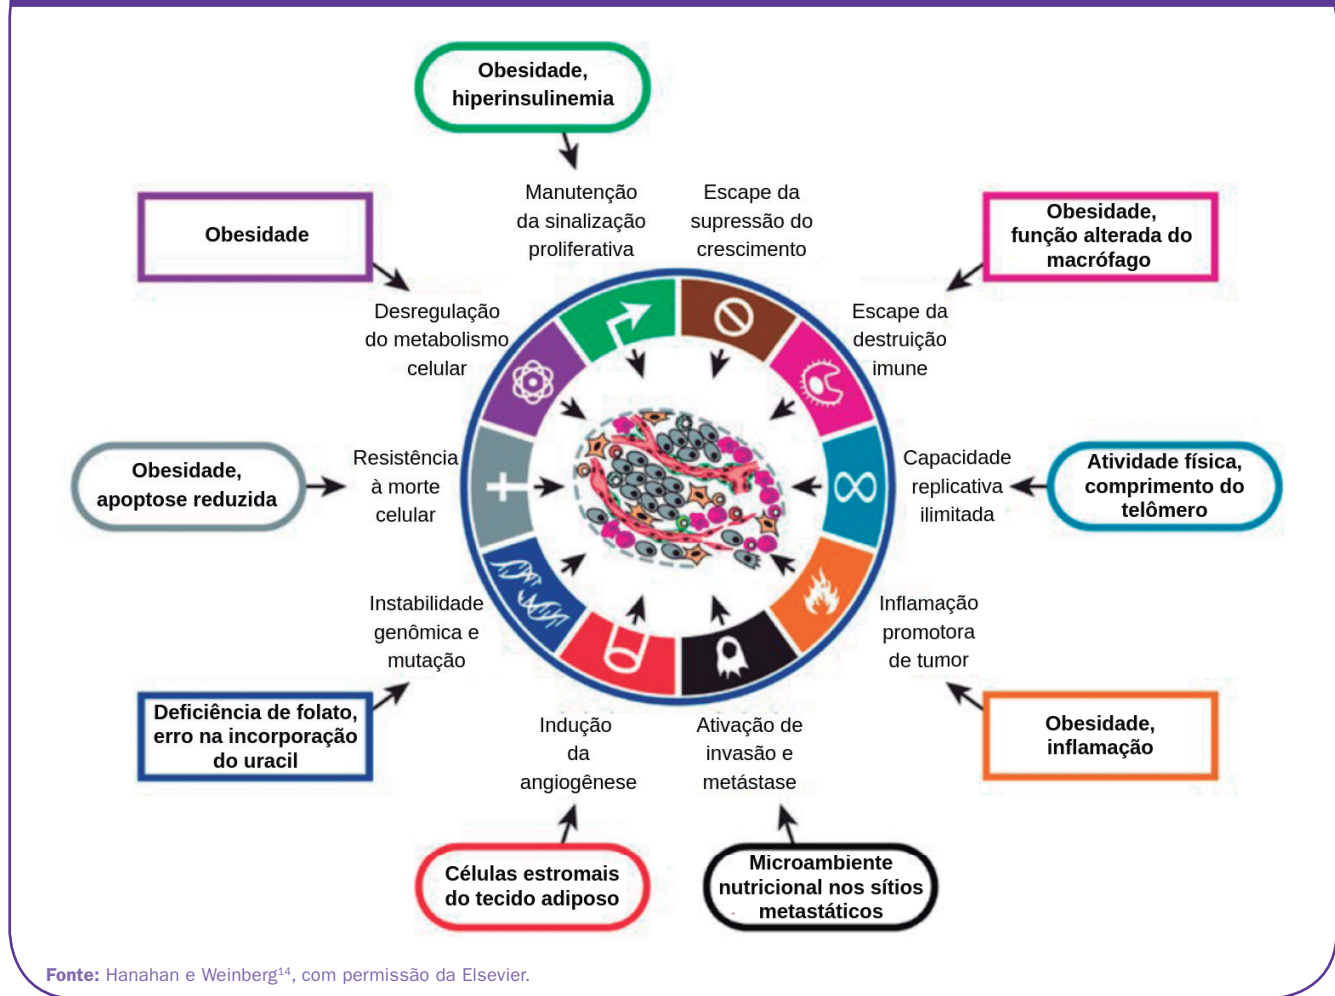 Obesidade,
hiperinsulinemia
Manutenção
da sinalização
proliferativa
Escape da
supressão do
crescimento
Obesidade
Obesidade,
função alterada do
macrófago
Desregulação
do metabolismo
celular
Escape da
destruição
imune
Obesidade,
apoptose reduzida
Resistência
à morte
celular
Capacidade
replicativa
ilimitada
Atividade física,
comprimento do
telômero
Instabilidade
genômica e
mutação
Inflamação
promotora
de tumor
Deficiência de folato,
erro na incorporação
do uracil
Indução
da
angiogênese
Ativação de
invasão e
metástase
Obesidade,
inflamação
Células estromais
do tecido adiposo
Microambiente
nutricional nos sítios
metastáticos
Fonte: Hanahan e Weinberg¹⁴, com permissão da Elsevier.